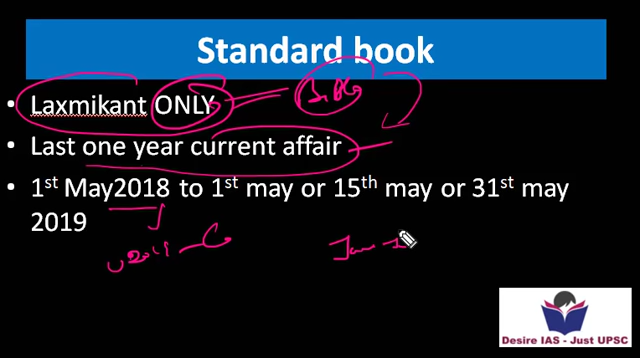 Standard book
• Laxmikant ONLY
• Last one year current affair
• 1st May2018 to 1st may or 15th may or 31st may
2019
Desire IAS - Just UPSC